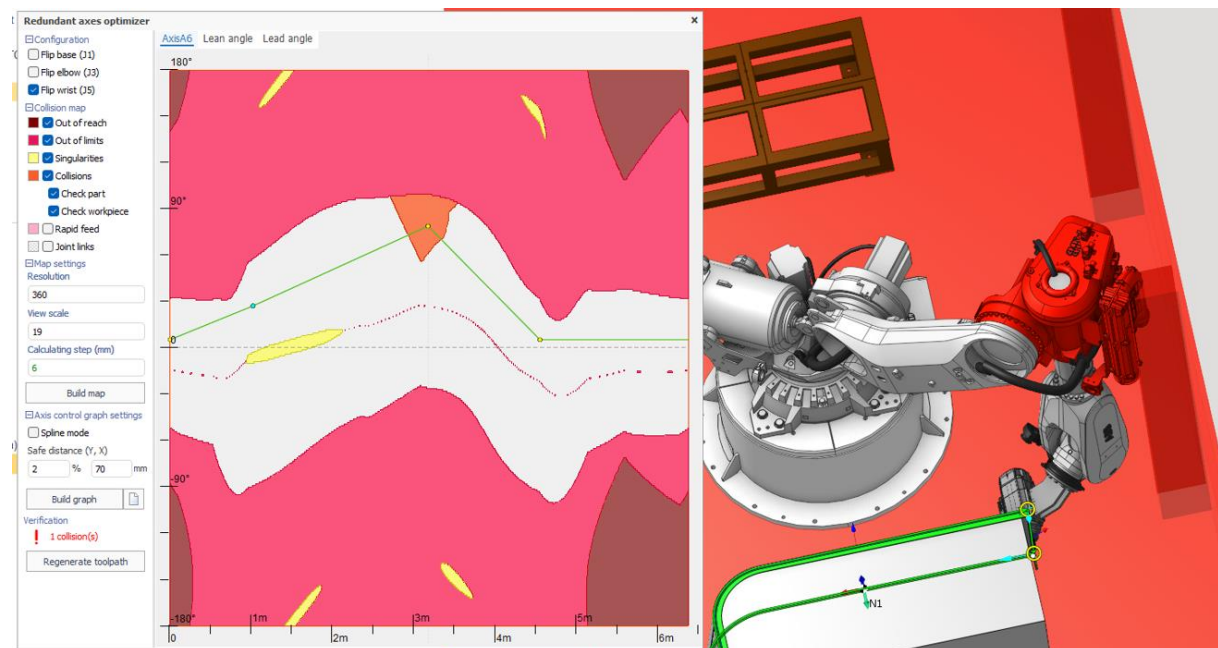 Redundant axes optimizer
x
Configuration
Flip base (J1)
Flip elbow (J3)
Flip wrist (J5)
Collision map
Out of reach
Out of limits
Singularities
Collisions
Check part
Check workpiece
Rapid feed
Joint links
Map settings
Resolution
360
View scale
19
Calculating step (mm)
6
Build map
Axis control graph settings
Spline mode
Safe distance (Y, X)
2 % 70 mm
Build graph
Verification
! 1 collision(s)
Regenerate toolpath
AxisA6 Lean angle Lead angle
180°
90°
0
-90°
-180°
1m 3m 5m
0 2m 4m 6m
N1